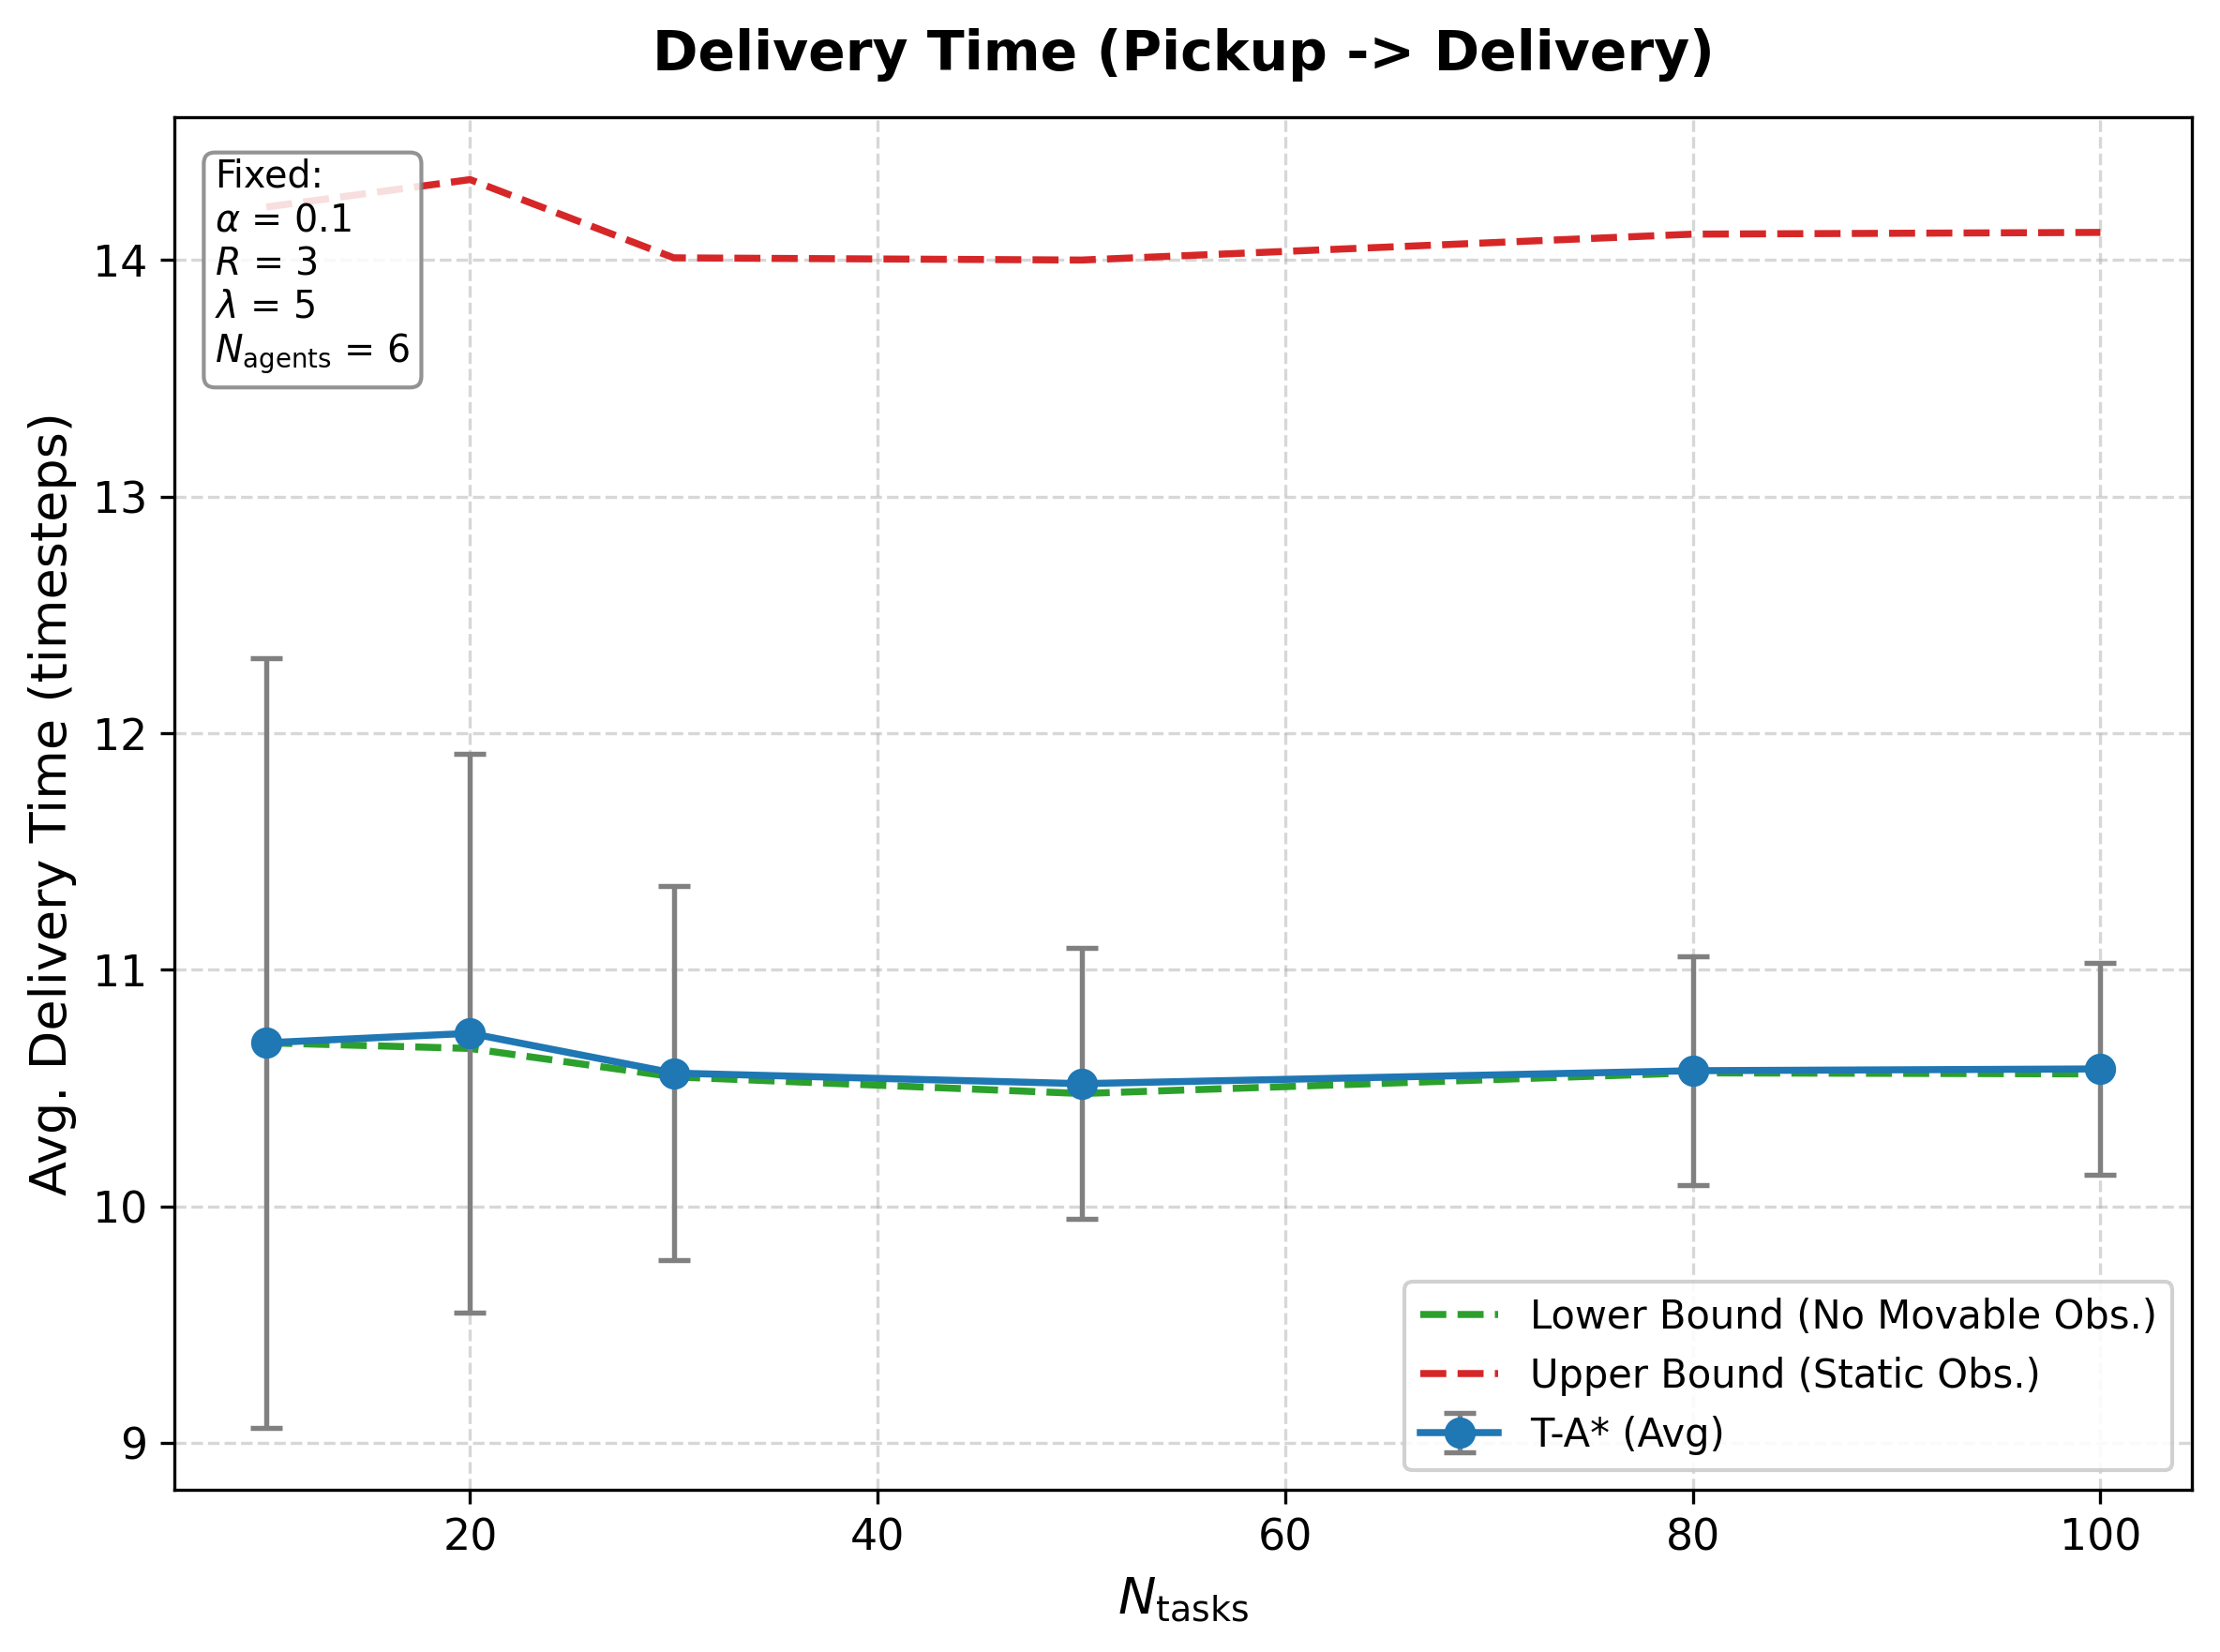 Delivery Time (Pickup -> Delivery)
Fixed:
α = 0.1
R = 3
λ = 5
N_agents = 6
Avg. Delivery Time (timesteps)
14
13
12
11
10
9
20 40 60 80 100
N_tasks
Lower Bound (No Movable Obs.)
Upper Bound (Static Obs.)
T-A* (Avg)